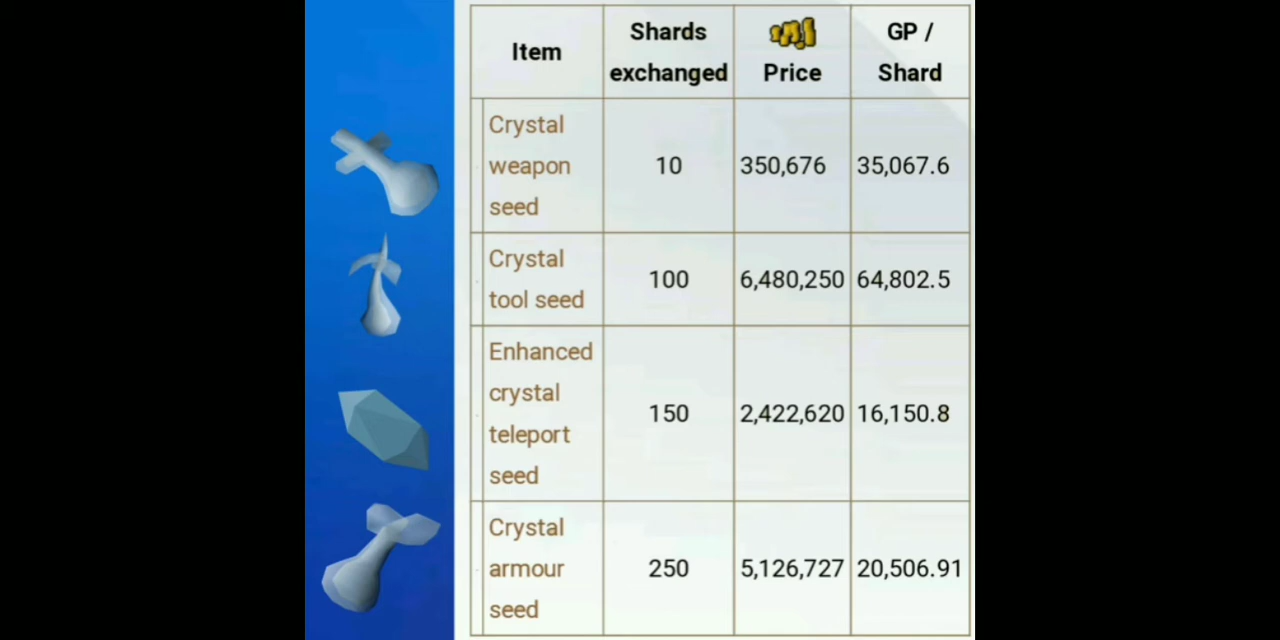 Item
Shards exchanged
Price
GP / Shard
Crystal weapon seed
10
350,676
35,067.6
Crystal tool seed
100
6,480,250
64,802.5
Enhanced crystal teleport seed
150
2,422,620
16,150.8
Crystal armour seed
250
5,126,727
20,506.91